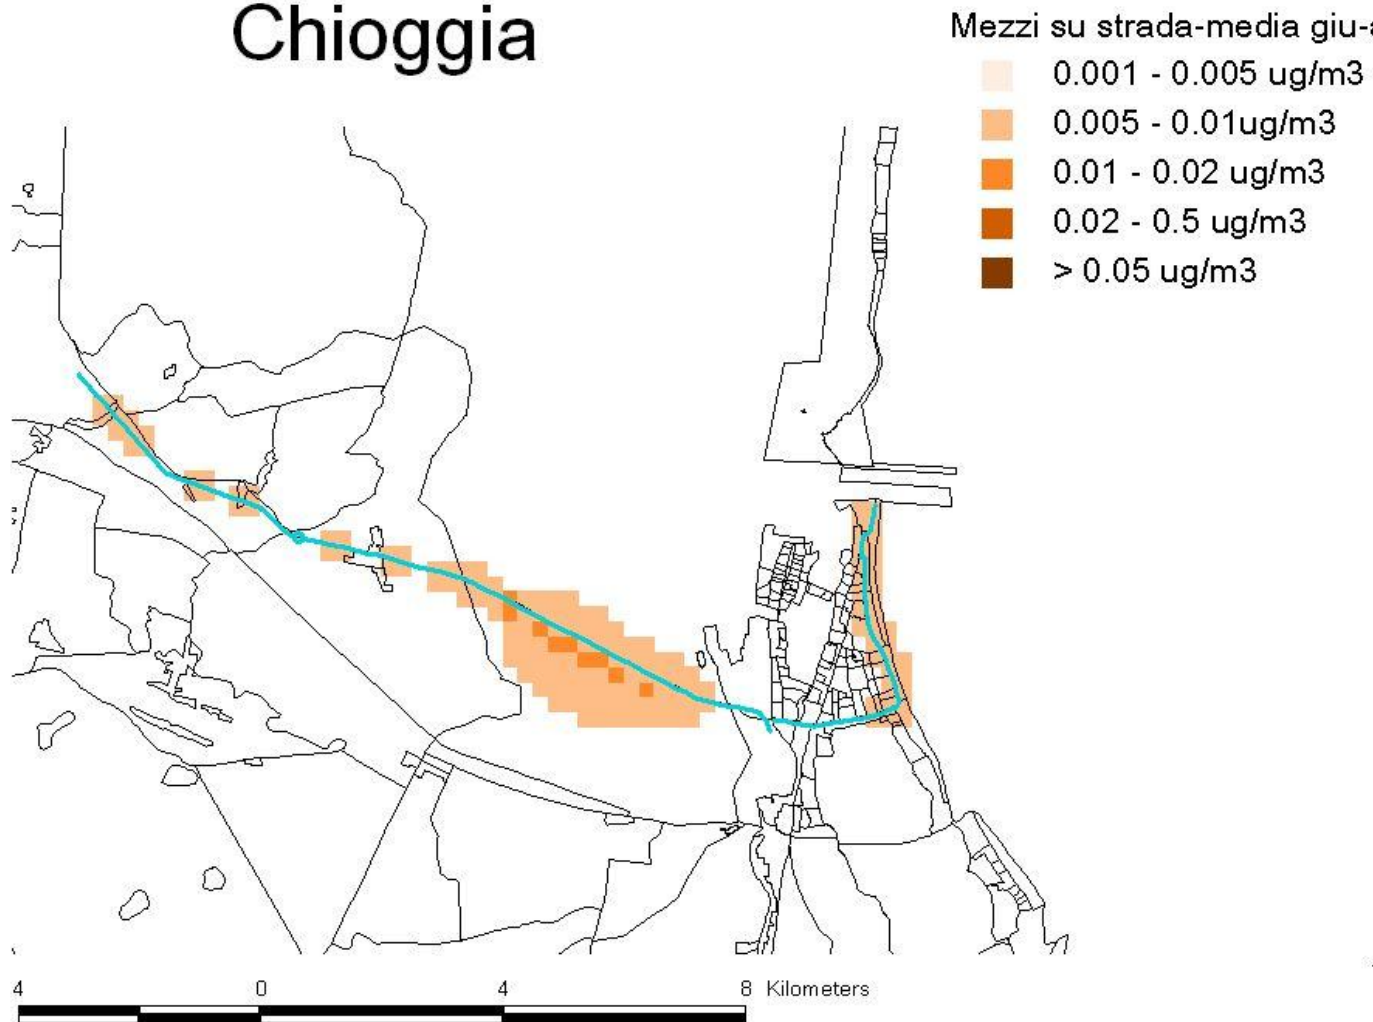 Chioggia
Mezzi su strada-media giu-a
0.001 - 0.005 ug/m3
0.005 - 0.01ug/m3
0.01 - 0.02 ug/m3
0.02 - 0.5 ug/m3
> 0.05 ug/m3
4 0 4 8 Kilometers